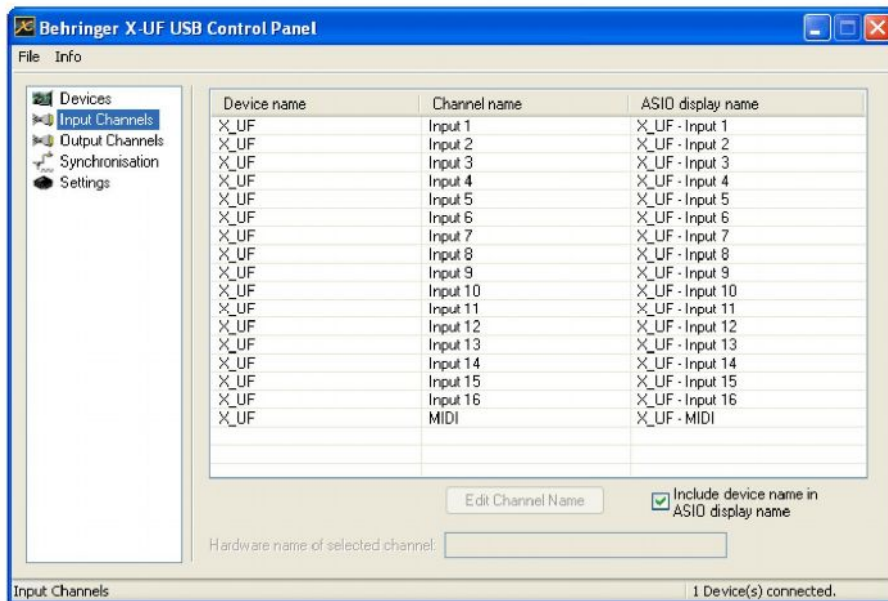 Behringer X-UF USB Control Panel
File Info
Devices
Input Channels
Output Channels
Synchronisation
Settings
Device name Channel name ASIO display name
X_UF Input 1 X_UF - Input 1
X_UF Input 2 X_UF - Input 2
X_UF Input 3 X_UF - Input 3
X_UF Input 4 X_UF - Input 4
X_UF Input 5 X_UF - Input 5
X_UF Input 6 X_UF - Input 6
X_UF Input 7 X_UF - Input 7
X_UF Input 8 X_UF - Input 8
X_UF Input 9 X_UF - Input 9
X_UF Input 10 X_UF - Input 10
X_UF Input 11 X_UF - Input 11
X_UF Input 12 X_UF - Input 12
X_UF Input 13 X_UF - Input 13
X_UF Input 14 X_UF - Input 14
X_UF Input 15 X_UF - Input 15
X_UF Input 16 X_UF - Input 16
X_UF MIDI X_UF - MIDI
Edit Channel Name
Include device name in
ASIO display name
Hardware name of selected channel:
Input Channels 1 Device(s) connected.